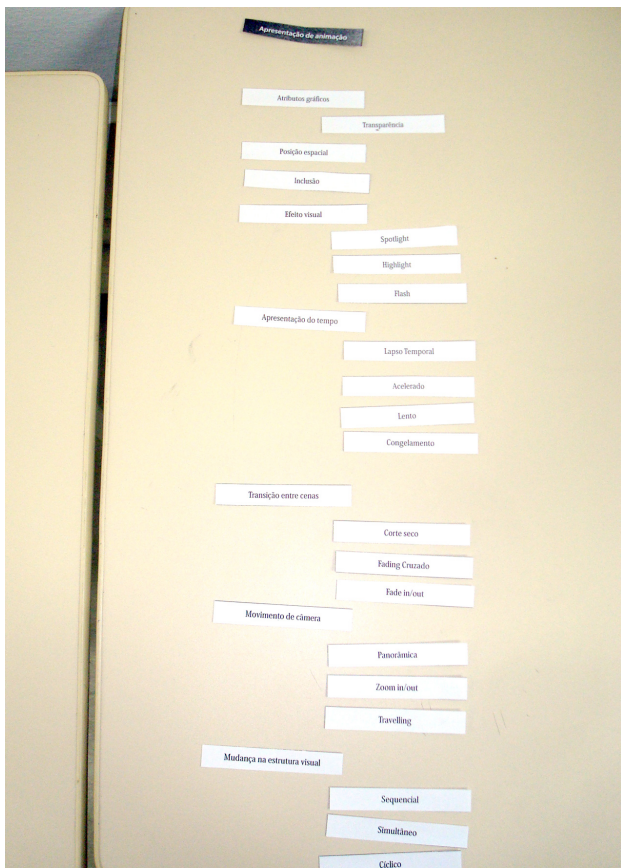 Apresentação de animação
Atributos gráficos
Transparência
Posição espacial
Inclusão
Efeito visual
Spotlight
Highlight
Flash
Apresentação do tempo
Lapso Temporal
Acelerado
Lento
Congelamento
Transição entre cenas
Corte seco
Fading Cruzado
Fade in/out
Movimento de câmera
Panorâmica
Zoom in/out
Travelling
Mudança na estrutura visual
Sequencial
Simultâneo
Cíclico